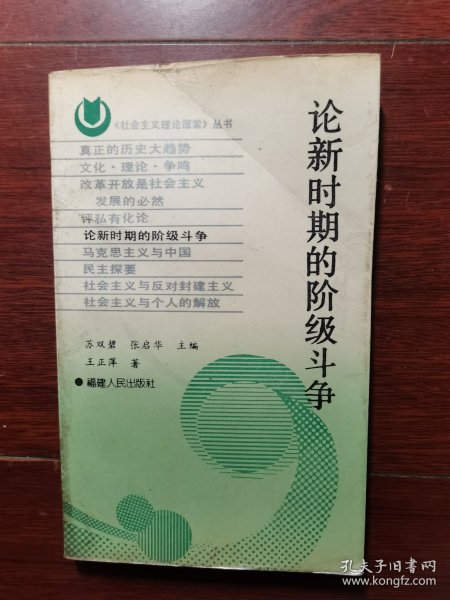 《社会主义理论探索》丛书
真正的历史大趋势
文化·理论·争鸣
改革开放是社会主义
发展的必然
评私有化论
论新时期的阶级斗争
马克思主义与中国
民主探要
社会主义与反对封建主义
社会主义与个人的解放
苏双碧 张启华 主编
王正萍 著
●福建人民出版社
论新时期的阶级斗争
孔夫子旧书网
www.kongfz.com